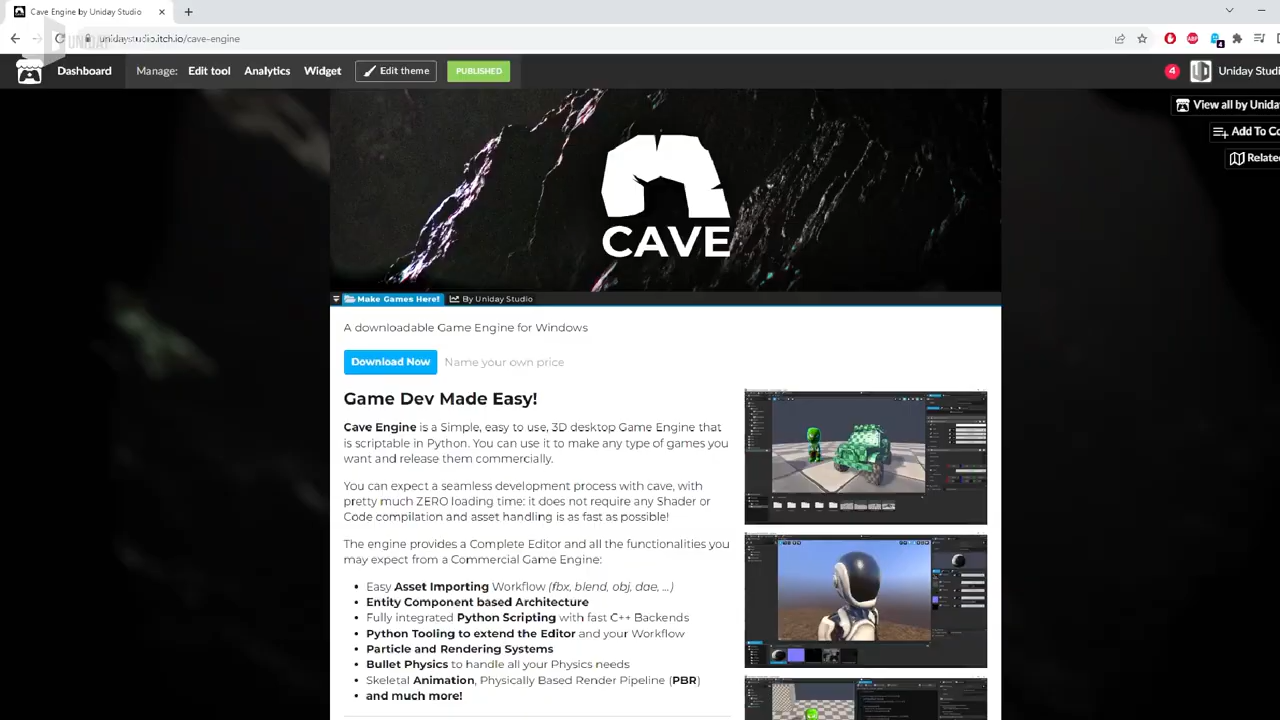 Cave Engine by Uniday Studio
unidaystudio.itch.io/cave-engine
ABP
4
Dashboard
Manage:
Edit tool
Analytics
Widget
Edit theme
PUBLISHED
4
Uniday Studi
View all by Unida
Add To Co
Relate
CAVE
Make Games Here!
By Uniday Studio
A downloadable Game Engine for Windows
Download Now
Name your own price
Game Dev Made Easy!
Cave Engine is a Simple, easy to use, 3D desktop Game Engine that
is scriptable in Python. You can use it to make any type of games you
want and release them commercially.
You can expect a seamless development process with cave, with
pretty much ZERO loading time: it does not require any Shader or
Code compilation and asset handling is as fast as possible!
The engine provides a Complete Editor and all the functionalities you
may expect from a Commercial Game Engine:
• Easy Asset Importing Workflow (fbx, blend, obj, dae, ...)
• Entity Component based Architecture
• Fully integrated Python Scripting with fast C++ Backends
• Python Tooling to extend the Editor and your Workflow
• Particle and Rendering Systems
• Bullet Physics to handle all your Physics needs
• Skeletal Animation, Physically Based Render Pipeline (PBR)
• and much more!